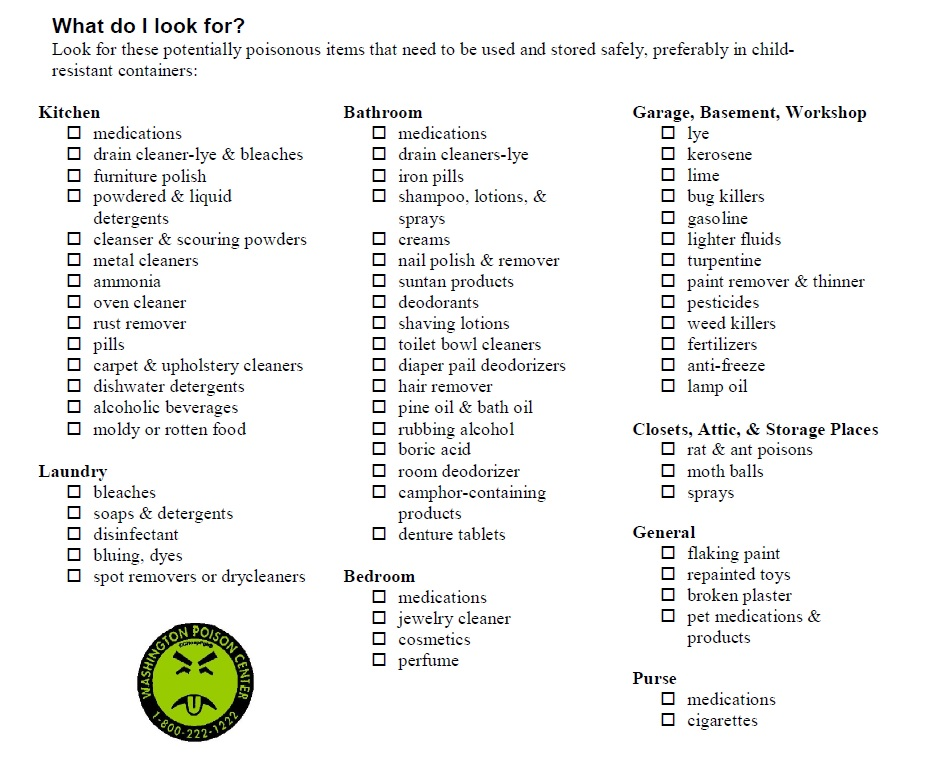 What do I look for?
Look for these potentially poisonous items that need to be used and stored safely, preferably in child-
resistant containers:
Kitchen
medications
drain cleaner-lye & bleaches
furniture polish
powdered & liquid
detergents
cleanser & scouring powders
metal cleaners
ammonia
oven cleaner
rust remover
pills
carpet & upholstery cleaners
dishwater detergents
alcoholic beverages
moldy or rotten food
Laundry
bleaches
soaps & detergents
disinfectant
bluing, dyes
spot removers or drycleaners
WASHINGTON POISON CENTER
1-800-222-1222
Bathroom
medications
drain cleaners-lye
iron pills
shampoo, lotions, &
sprays
creams
nail polish & remover
suntan products
deodorants
shaving lotions
toilet bowl cleaners
diaper pail deodorizers
hair remover
pine oil & bath oil
rubbing alcohol
boric acid
room deodorizer
camphor-containing
products
denture tablets
Bedroom
medications
jewelry cleaner
cosmetics
perfume
Garage, Basement, Workshop
lye
kerosene
lime
bug killers
gasoline
lighter fluids
turpentine
paint remover & thinner
pesticides
weed killers
fertilizers
anti-freeze
lamp oil
Closets, Attic, & Storage Places
rat & ant poisons
moth balls
sprays
General
flaking paint
repainted toys
broken plaster
pet medications &
products
Purse
medications
cigarettes